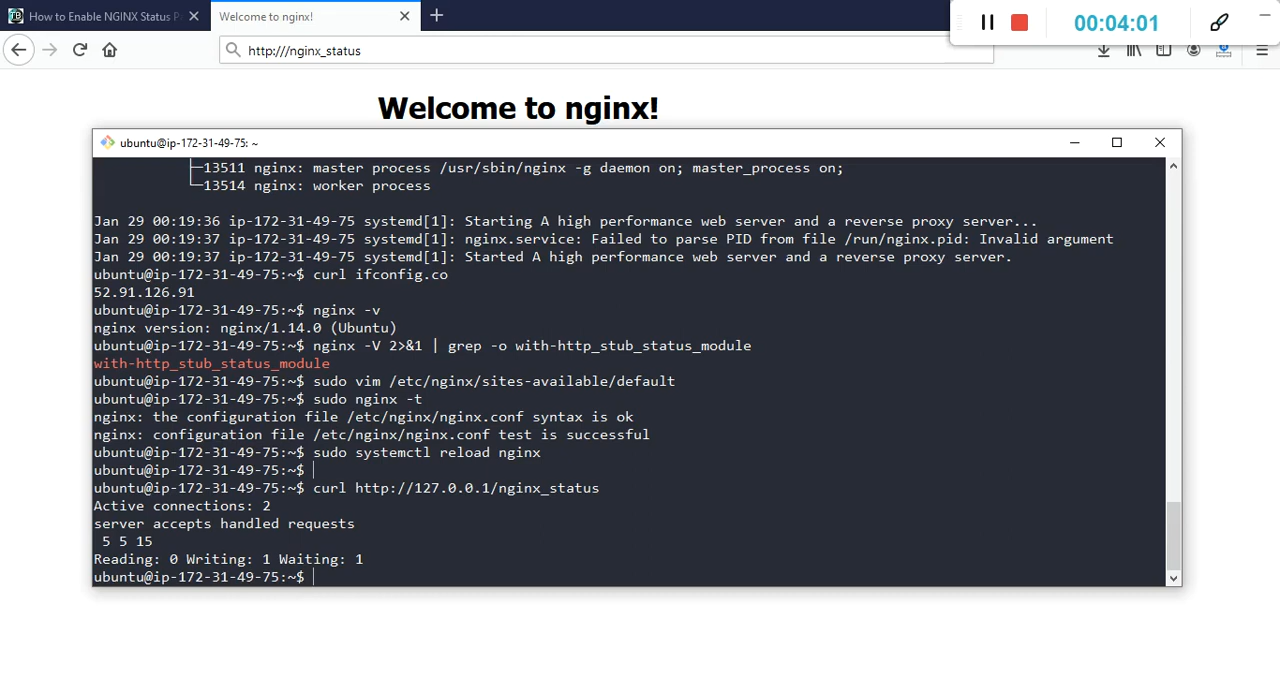 How to Enable NGINX Status P
Welcome to nginx!
00:04:01
http:///nginx_status
Welcome to nginx!
ubuntu@ip-172-31-49-75: ~
├─13511 nginx: master process /usr/sbin/nginx -g daemon on; master_process on;
└─13514 nginx: worker process
Jan 29 00:19:36 ip-172-31-49-75 systemd[1]: Starting A high performance web server and a reverse proxy server...
Jan 29 00:19:37 ip-172-31-49-75 systemd[1]: nginx.service: Failed to parse PID from file /run/nginx.pid: Invalid argument
Jan 29 00:19:37 ip-172-31-49-75 systemd[1]: Started A high performance web server and a reverse proxy server.
ubuntu@ip-172-31-49-75:~$ curl ifconfig.co
52.91.126.91
ubuntu@ip-172-31-49-75:~$ nginx -v
nginx version: nginx/1.14.0 (Ubuntu)
ubuntu@ip-172-31-49-75:~$ nginx -V 2>&1 | grep -o with-http_stub_status_module
with-http_stub_status_module
ubuntu@ip-172-31-49-75:~$ sudo vim /etc/nginx/sites-available/default
ubuntu@ip-172-31-49-75:~$ sudo nginx -t
nginx: the configuration file /etc/nginx/nginx.conf syntax is ok
nginx: configuration file /etc/nginx/nginx.conf test is successful
ubuntu@ip-172-31-49-75:~$ sudo systemctl reload nginx
ubuntu@ip-172-31-49-75:~$
ubuntu@ip-172-31-49-75:~$ curl http://127.0.0.1/nginx_status
Active connections: 2
server accepts handled requests
5 5 15
Reading: 0 Writing: 1 Waiting: 1
ubuntu@ip-172-31-49-75:~$